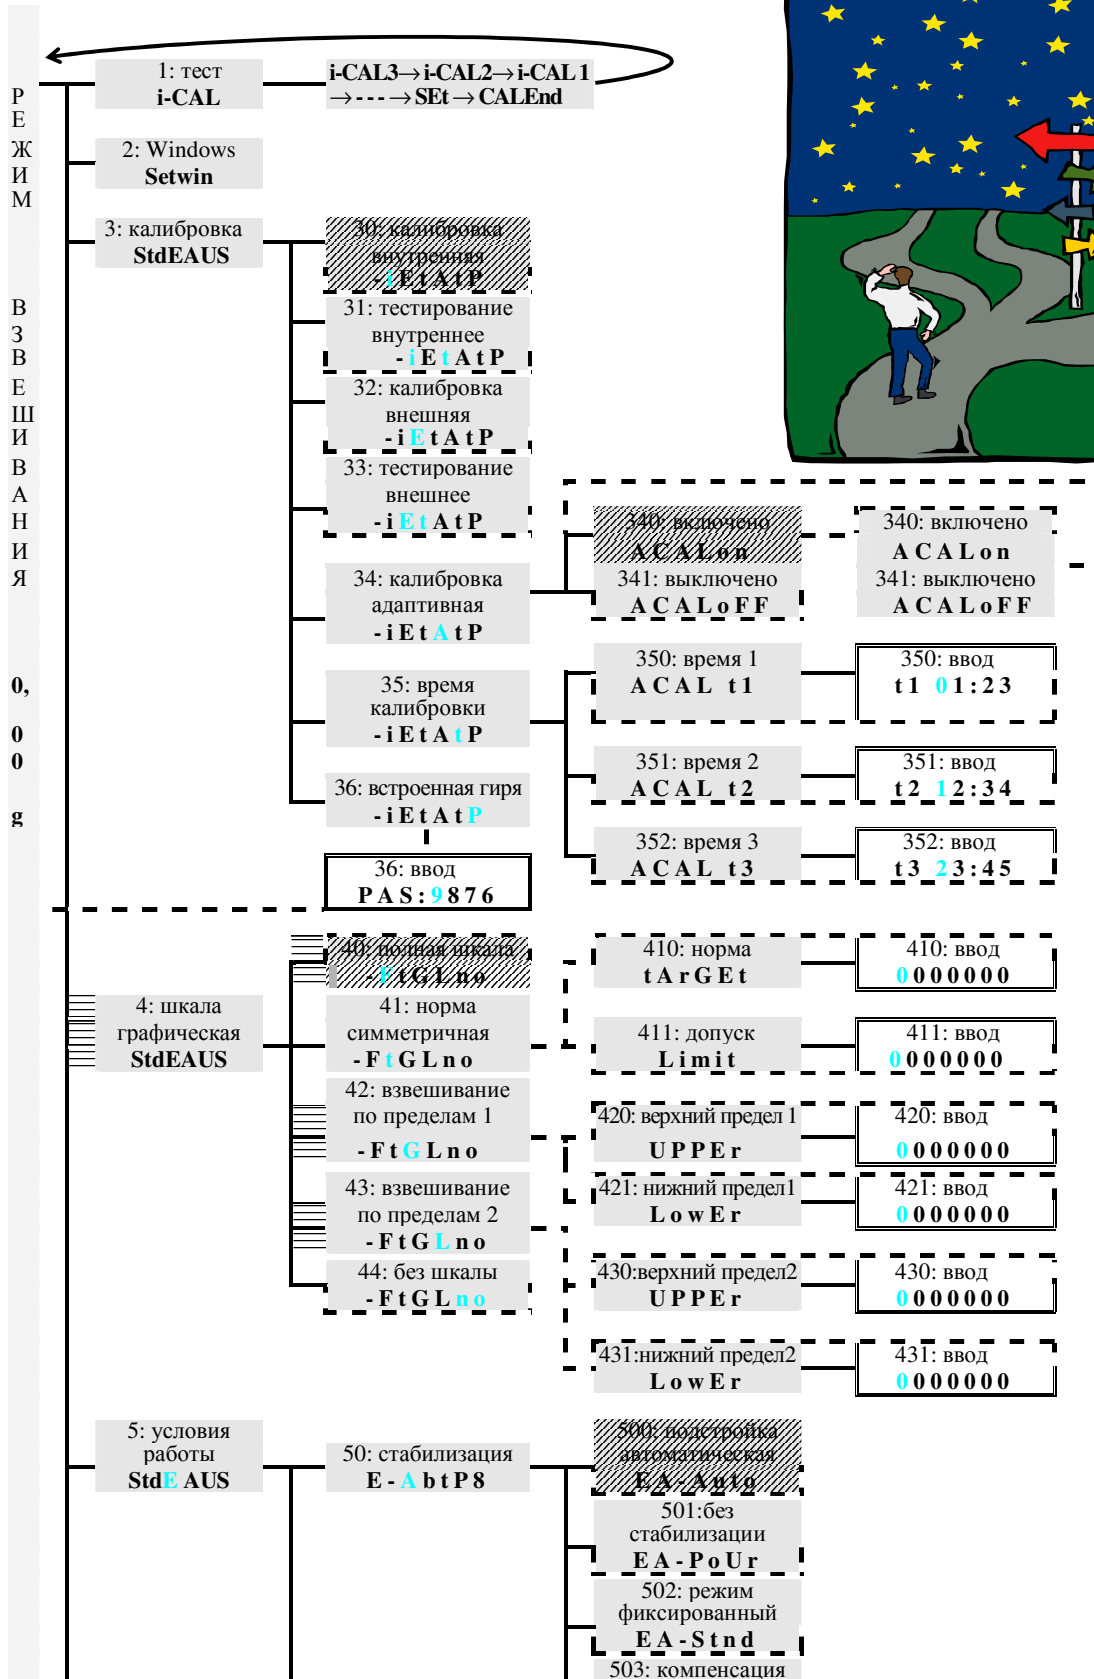 РЕЖИМ ВЗВЕШИВАНИЯ 0, 0 0 g
1: тест
i-CAL
i-CAL3→i-CAL2→i-CAL1
→---→SEt→CALEnd
2: Windows
Setwin
3: калибровка
StdEAUS
30: калибровка
внутренняя
-iEtAtP
31: тестирование
внутреннее
-iEtAtP
32: калибровка
внешняя
-iEtAtP
33: тестирование
внешнее
-iEtAtP
34: калибровка
адаптивная
-iEtAtP
340: включено
ACALon
341: выключено
ACALoFF
340: включено
ACALon
341: выключено
ACALoFF
35: время
калибровки
-iEtAtP
350: время 1
ACAL t1
350: ввод
t1 01:23
351: время 2
ACAL t2
351: ввод
t2 12:34
352: время 3
ACAL t3
352: ввод
t3 23:45
36: встроенная гиря
-iEtAtP
36: ввод
PAS:9876
4: шкала
графическая
StdEAUS
40: полная шкала
-FtGLno
41: норма
симметричная
-FtGLno
410: норма
tArGEt
410: ввод
0000000
411: допуск
Limit
411: ввод
0000000
42: взвешивание
по пределам 1
-FtGLno
420: верхний предел 1
UPPEr
420: ввод
0000000
421: нижний предел1
LowEr
421: ввод
0000000
43: взвешивание
по пределам 2
-FtGLno
430:верхний предел2
UPPEr
430: ввод
0000000
431:нижний предел2
LowEr
431: ввод
0000000
44: без шкалы
-FtGLno
5: условия
работы
StdEAUS
50: стабилизация
E-AbtP8
500: подстройка
автоматическая
EA-Auto
501:без
стабилизации
EA-PoUr
502: режим
фиксированный
EA-Stnd
503: компенсация